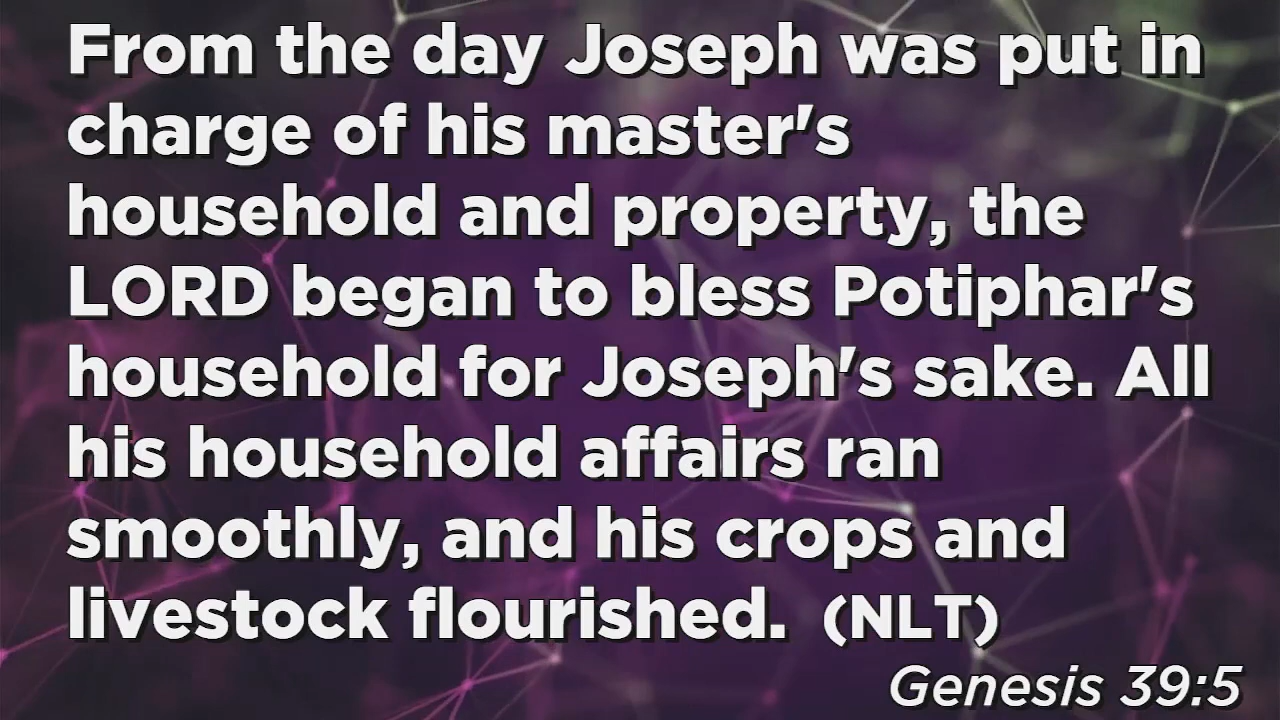 From the day Joseph was put in
charge of his master's
household and property, the
LORD began to bless Potiphar's
household for Joseph's sake. All
his household affairs ran
smoothly, and his crops and
livestock flourished. (NLT)
Genesis 39:5